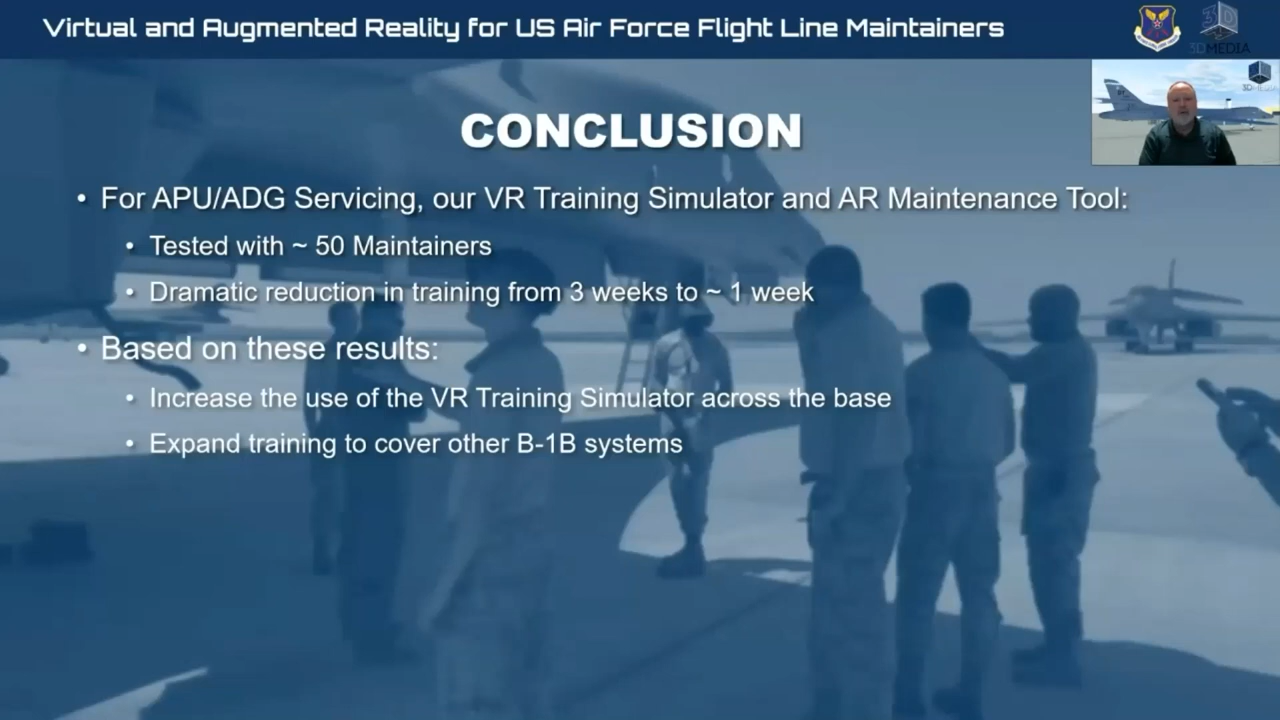 Virtual and Augmented Reality for US Air Force Flight Line Maintainers
3D MEDIA
CONCLUSION
• For APU/ADG Servicing, our VR Training Simulator and AR Maintenance Tool:
• Tested with ~ 50 Maintainers
• Dramatic reduction in training from 3 weeks to ~ 1 week
• Based on these results:
• Increase the use of the VR Training Simulator across the base
• Expand training to cover other B-1B systems